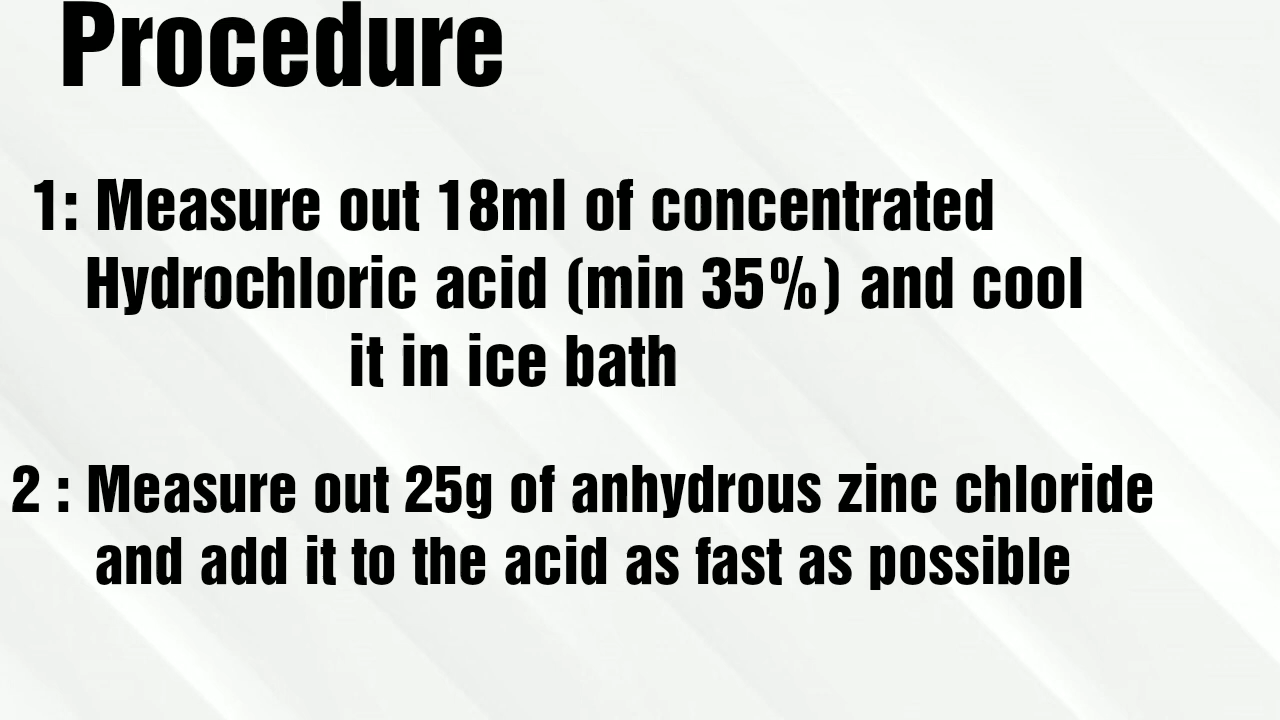 Procedure
1: Measure out 18ml of concentrated
Hydrochloric acid (min 35%) and cool
it in ice bath
2 : Measure out 25g of anhydrous zinc chloride
and add it to the acid as fast as possible